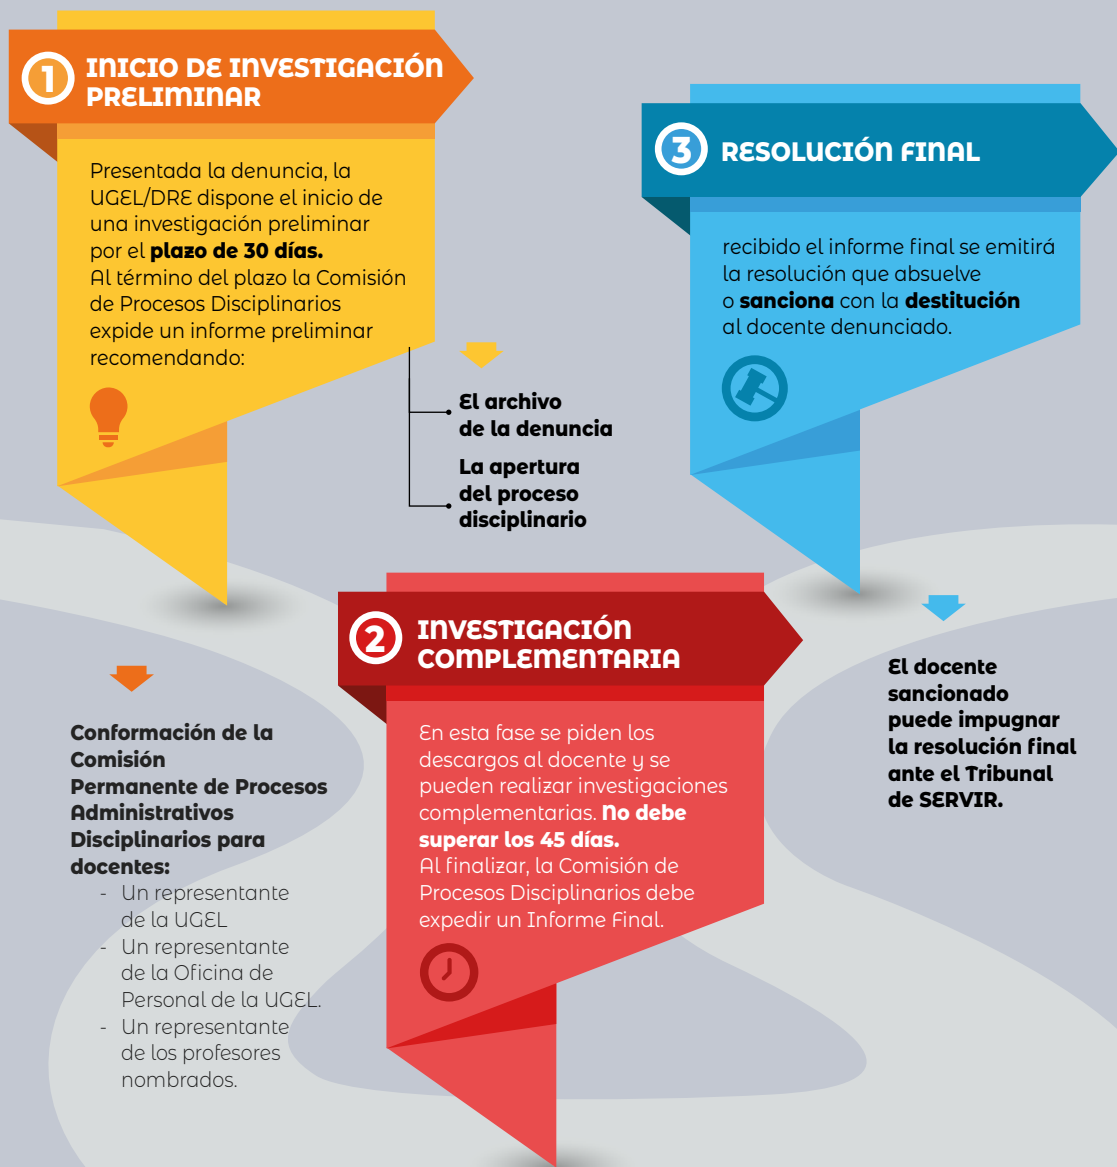 1
INICIO DE INVESTIGACIÓN
PRELIMINAR
Presentada la denuncia, la
UGEL/DRE dispone el inicio de
una investigación preliminar
por el plazo de 30 días.
Al término del plazo la Comisión
de Procesos Disciplinarios
expide un informe preliminar
recomendando:
El archivo
de la denuncia
La apertura
del proceso
disciplinario
Conformación de la
Comisión
Permanente de Procesos
Administrativos
Disciplinarios para
docentes:
- Un representante
de la UGEL
- Un representante
de la Oficina de
Personal de la UGEL.
- Un representante
de los profesores
nombrados.
2
INVESTIGACIÓN
COMPLEMENTARIA
En esta fase se piden los
descargos al docente y se
pueden realizar investigaciones
complementarias. No debe
superar los 45 días.
Al finalizar, la Comisión de
Procesos Disciplinarios debe
expedir un Informe Final.
3
RESOLUCIÓN FINAL
recibido el informe final se emitirá
la resolución que absuelve
o sanciona con la destitución
al docente denunciado.
El docente
sancionado
puede impugnar
la resolución final
ante el Tribunal
de SERVIR.